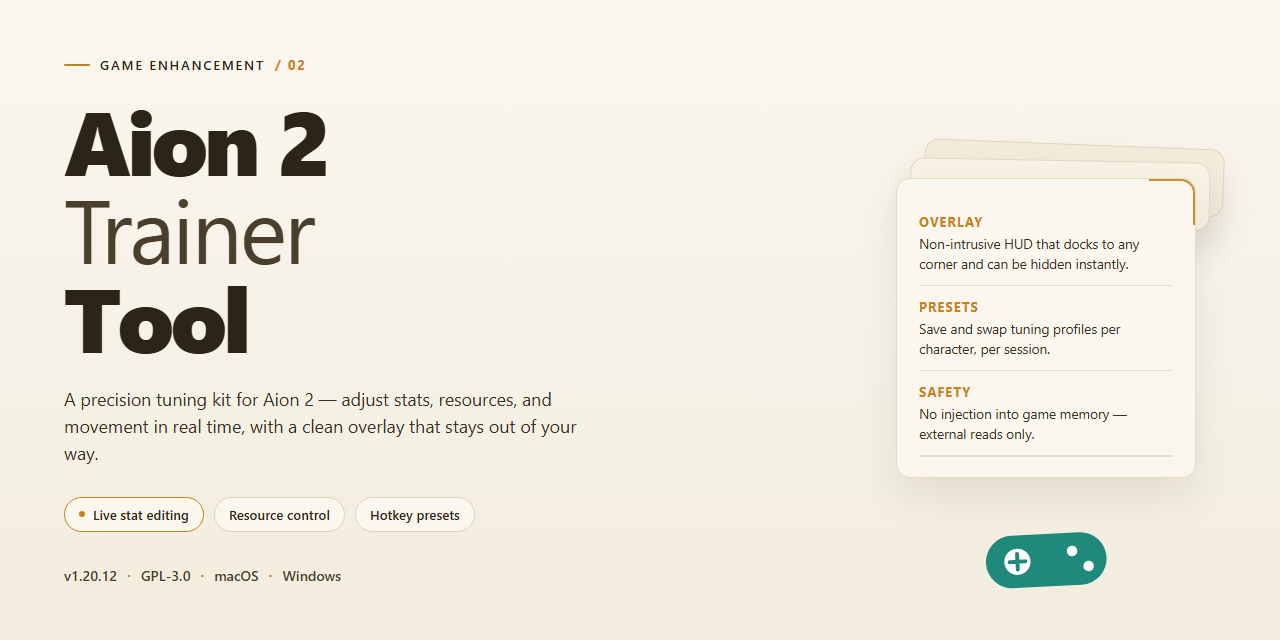 GAME ENHANCEMENT / 02
Aion 2
Trainer
Tool
A precision tuning kit for Aion 2 — adjust stats, resources, and
movement in real time, with a clean overlay that stays out of your
way.
Live stat editing
Resource control
Hotkey presets
v1.20.12 · GPL-3.0 · macOS · Windows
OVERLAY
Non-intrusive HUD that docks to any
corner and can be hidden instantly.
PRESETS
Save and swap tuning profiles per
character, per session.
SAFETY
No injection into game memory —
external reads only.